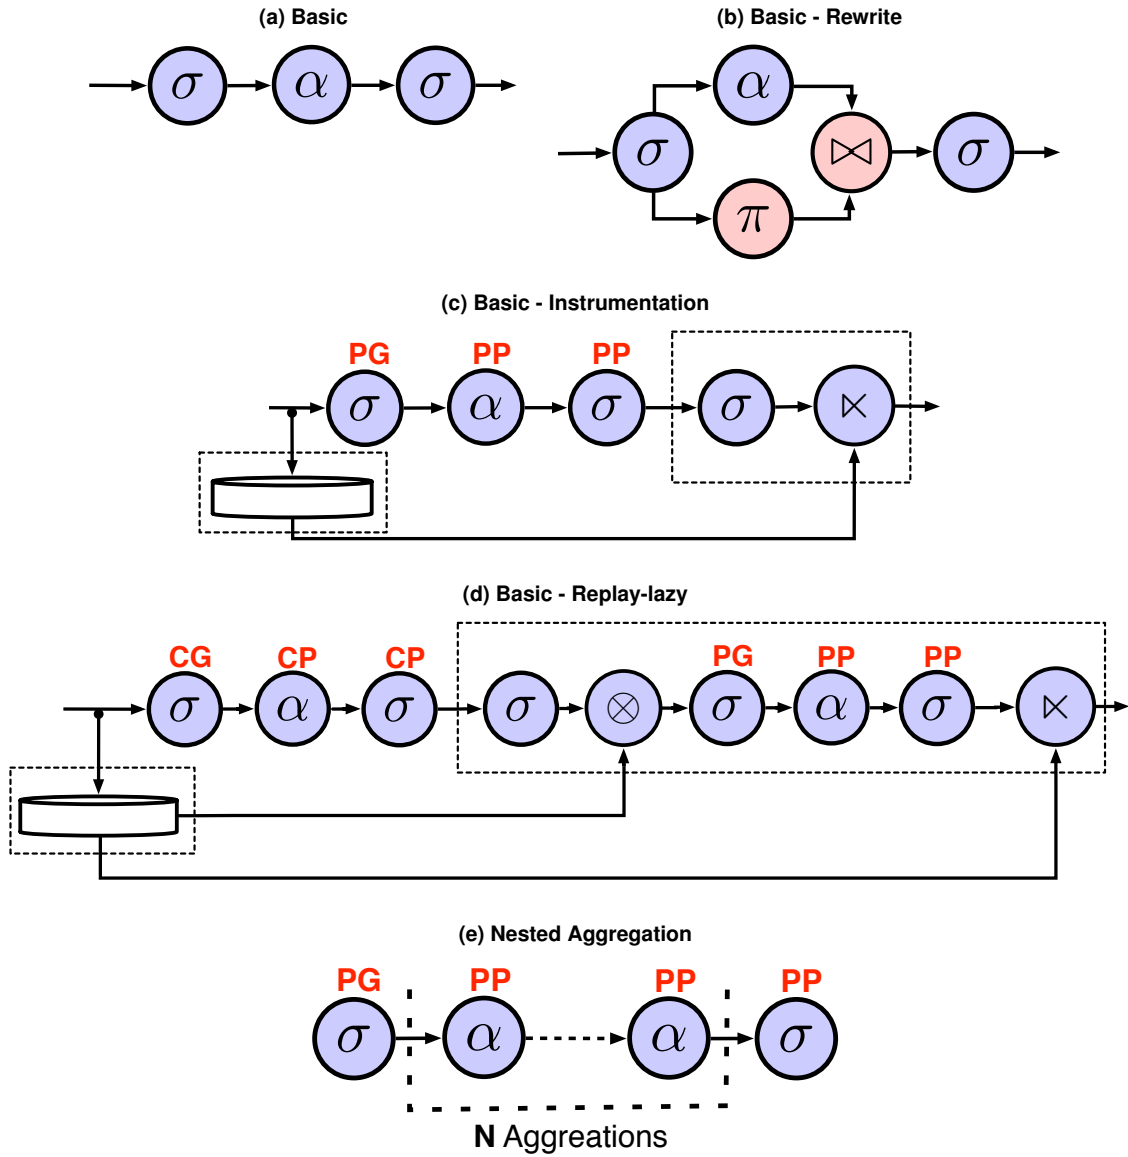 (a) Basic
σ α σ
(b) Basic - Rewrite
α
σ ⋈ σ
π
(c) Basic - Instrumentation
PG PP PP
σ α σ σ ⋉
(d) Basic - Replay-lazy
CG CP CP PG PP PP
σ α σ σ ⊗ σ α σ ⋉
(e) Nested Aggregation
PG PP PP PP
σ α α σ
N Aggreations